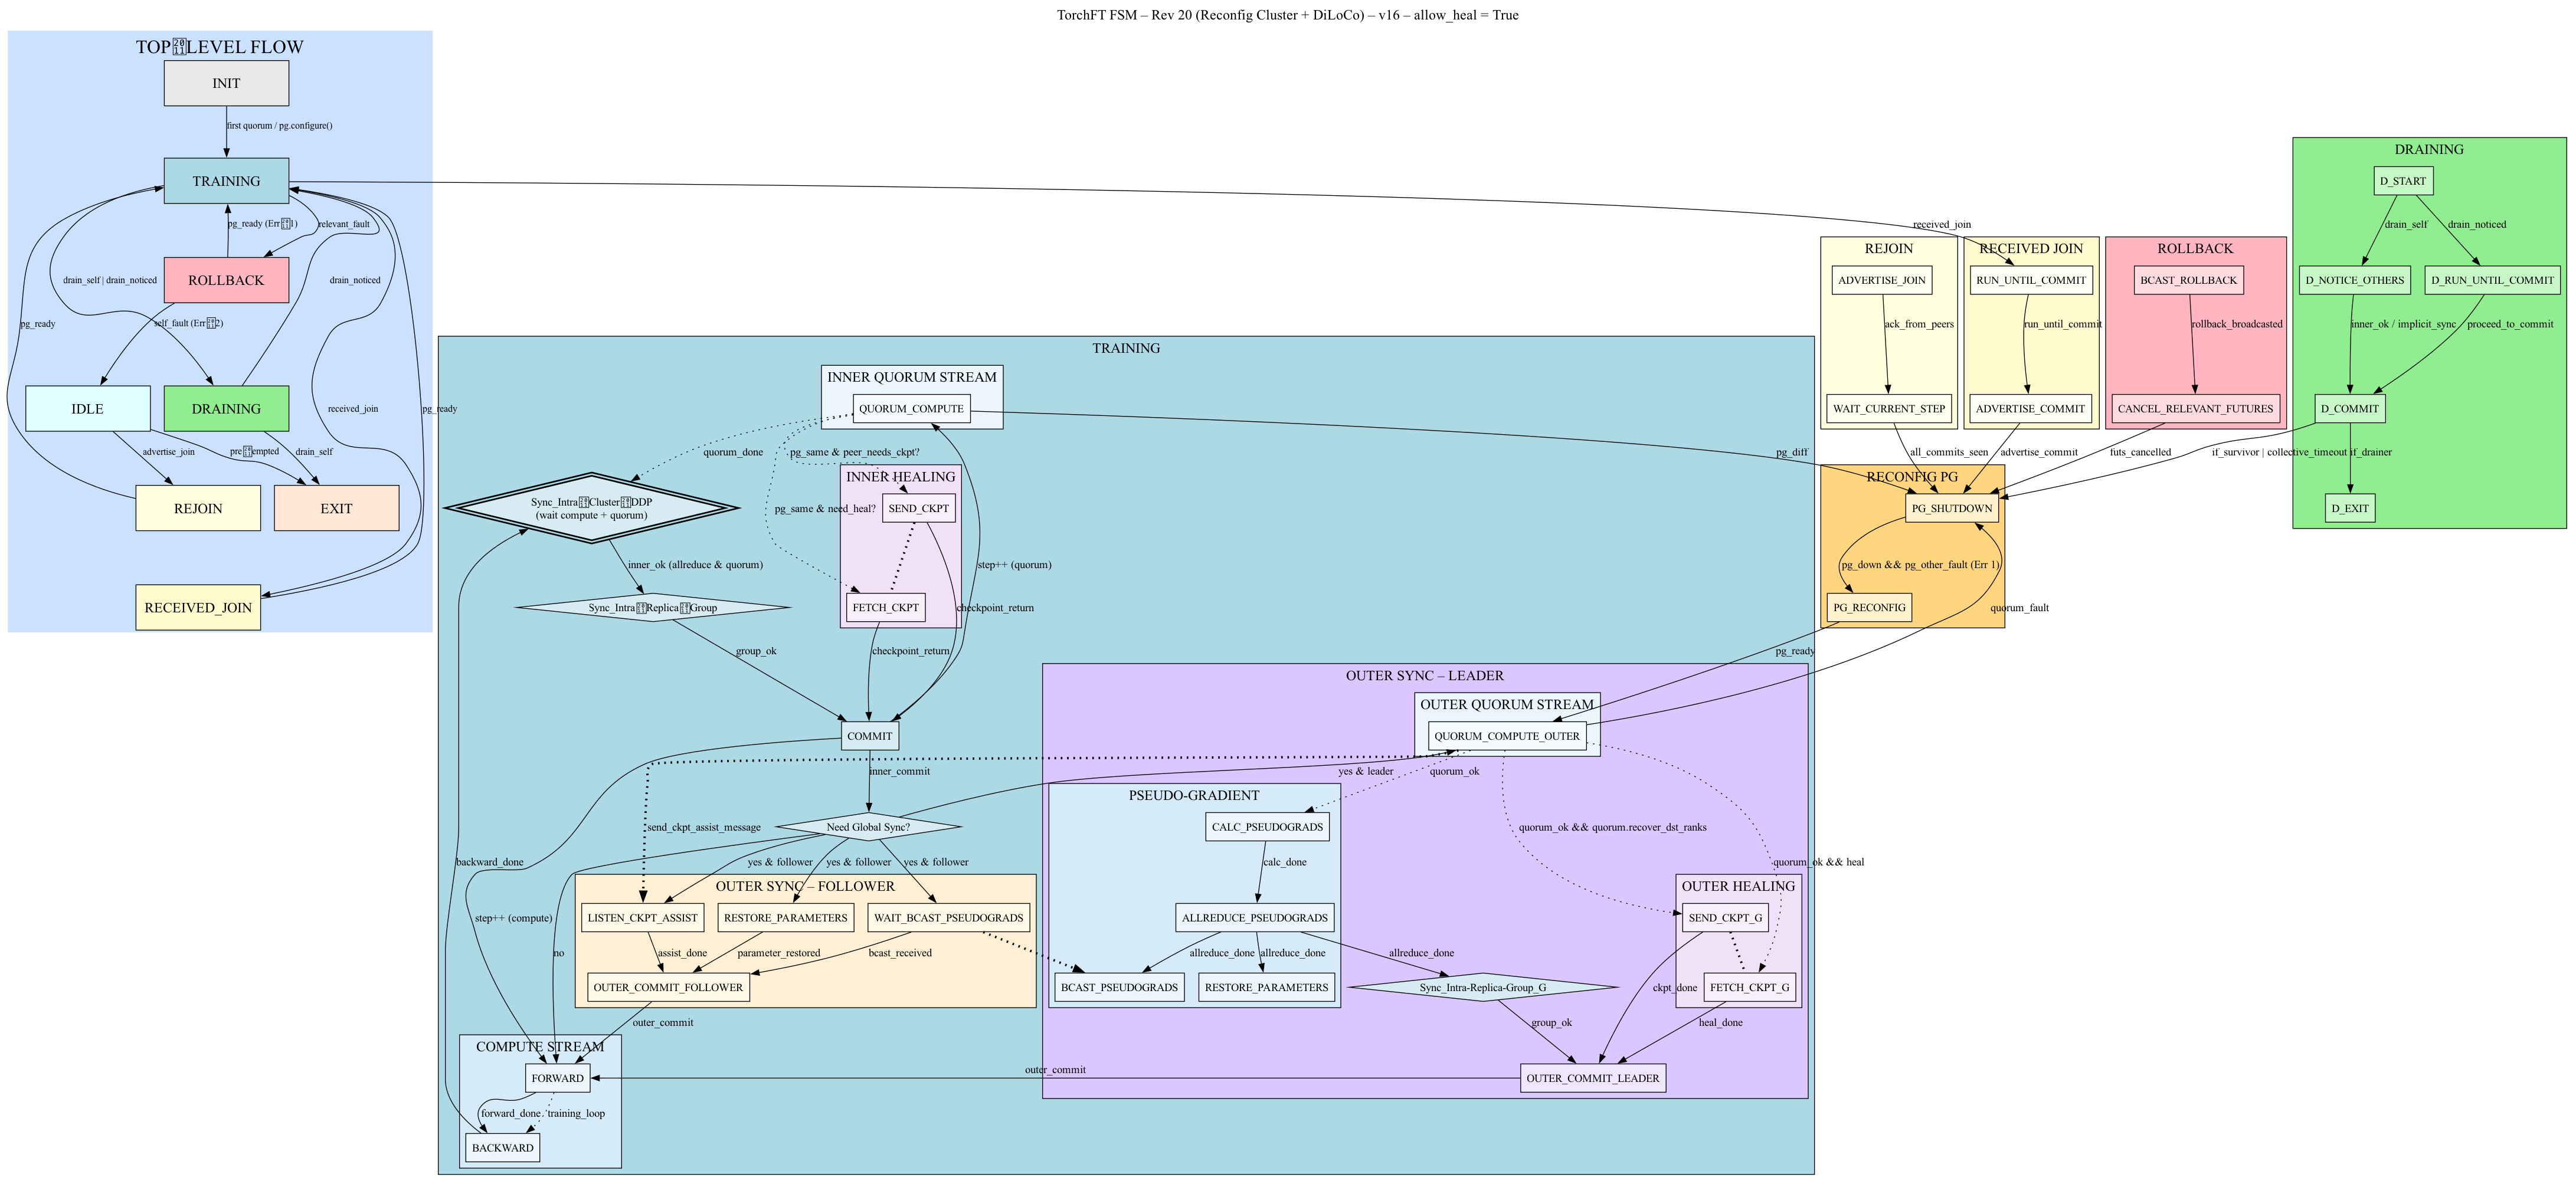 TorchFT FSM – Rev 20 (Reconfig Cluster + DiLoCo) – v16 – allow_heal = True
TOP‑LEVEL FLOW
INIT
first quorum / pg.configure()
TRAINING
pg_ready (Err‑1)
relevant_fault
ROLLBACK
drain_self | drain_noticed
drain_noticed
pg_ready
self_fault (Err‑2)
IDLE
DRAINING
received_join
pg_ready
advertise_join
pre‑empted
drain_self
REJOIN
EXIT
RECEIVED_JOIN
received_join
REJOIN
ADVERTISE_JOIN
ack_from_peers
WAIT_CURRENT_STEP
all_commits_seen
RECEIVED JOIN
RUN_UNTIL_COMMIT
run_until_commit
ADVERTISE_COMMIT
advertise_commit
ROLLBACK
BCAST_ROLLBACK
rollback_broadcasted
CANCEL_RELEVANT_FUTURES
futs_cancelled
DRAINING
D_START
drain_self
drain_noticed
D_NOTICE_OTHERS
D_RUN_UNTIL_COMMIT
inner_ok / implicit_sync
proceed_to_commit
D_COMMIT
if_survivor | collective_timeout
if_drainer
D_EXIT
RECONFIG PG
PG_SHUTDOWN
pg_down && pg_other_fault (Err 1)
PG_RECONFIG
quorum_fault
pg_ready
TRAINING
INNER QUORUM STREAM
QUORUM_COMPUTE
quorum_done
pg_same & peer_needs_ckpt?
pg_diff
INNER HEALING
SEND_CKPT
pg_same & need_heal?
Sync_Intra‑Cluster‑DDP
(wait compute + quorum)
inner_ok (allreduce & quorum)
step++ (quorum)
FETCH_CKPT
checkpoint_return
Sync_Intra‑Replica‑Group
group_ok
checkpoint_return
COMMIT
inner_commit
Need Global Sync?
send_ckpt_assist_message
backward_done
yes & follower
yes & follower
yes & follower
yes & leader
step++ (compute)
no
OUTER SYNC – FOLLOWER
LISTEN_CKPT_ASSIST
RESTORE_PARAMETERS
WAIT_BCAST_PSEUDOGRADS
assist_done
parameter_restored
bcast_received
OUTER_COMMIT_FOLLOWER
outer_commit
COMPUTE STREAM
FORWARD
forward_done
training_loop
BACKWARD
OUTER SYNC – LEADER
OUTER QUORUM STREAM
QUORUM_COMPUTE_OUTER
quorum_ok
quorum_ok && quorum.recover_dst_ranks
quorum_ok && heal
PSEUDO-GRADIENT
CALC_PSEUDOGRADS
calc_done
ALLREDUCE_PSEUDOGRADS
allreduce_done
allreduce_done
allreduce_done
BCAST_PSEUDOGRADS
RESTORE_PARAMETERS
Sync_Intra-Replica-Group_G
group_ok
OUTER HEALING
SEND_CKPT_G
FETCH_CKPT_G
ckpt_done
heal_done
OUTER_COMMIT_LEADER
outer_commit